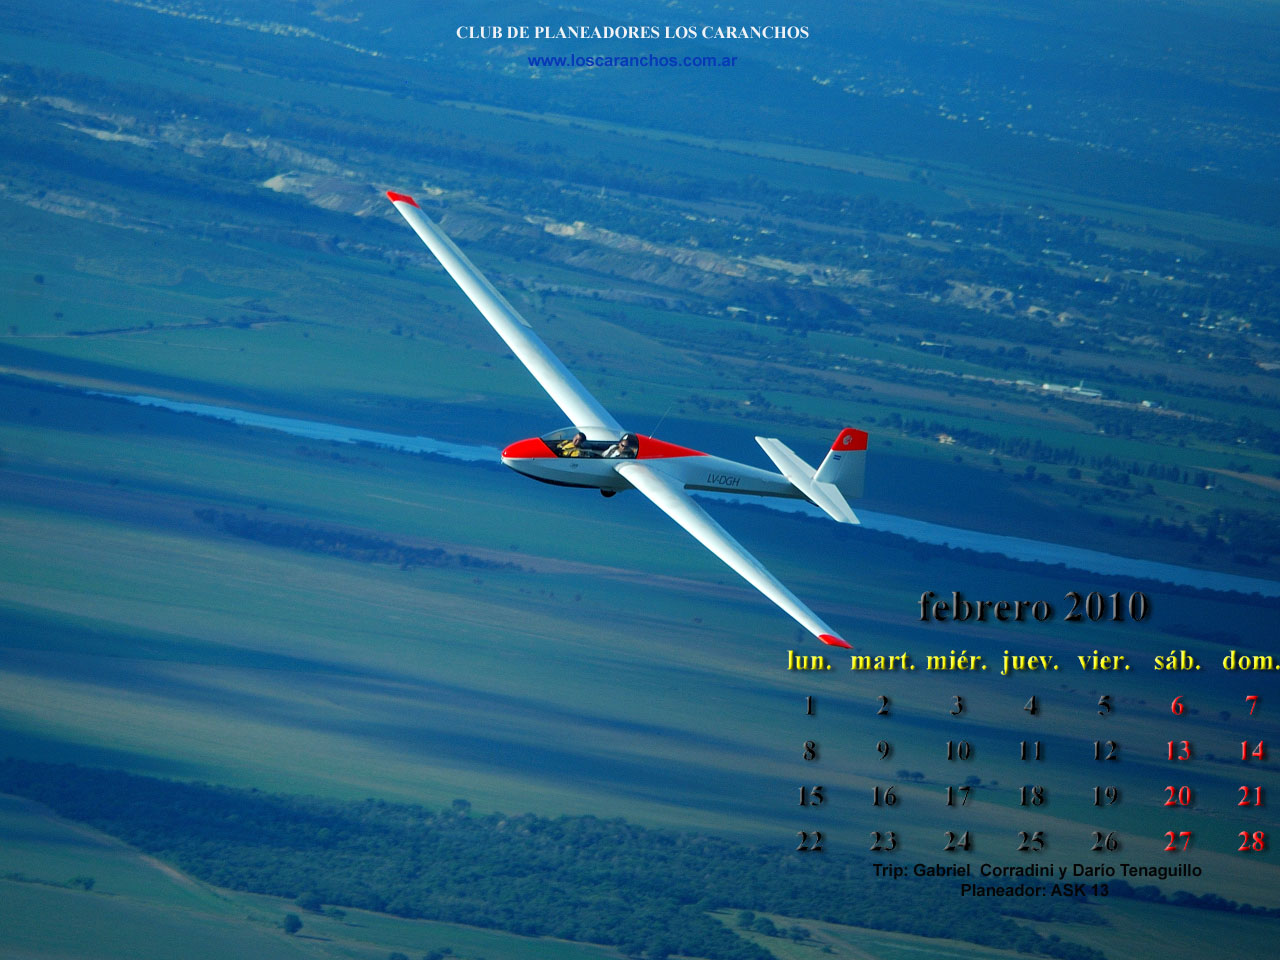 CLUB DE PLANEADORES LOS CARANCHOS
www.loscaranchos.com.ar
LV-DGH
febrero 2010
lun. mart. miér. juev. vier. sáb. dom.
1 2 3 4 5 6 7
8 9 10 11 12 13 14
15 16 17 18 19 20 21
22 23 24 25 26 27 28
Trip: Gabriel Corradini y Darío Tenaguillo
Planeador: ASK 13